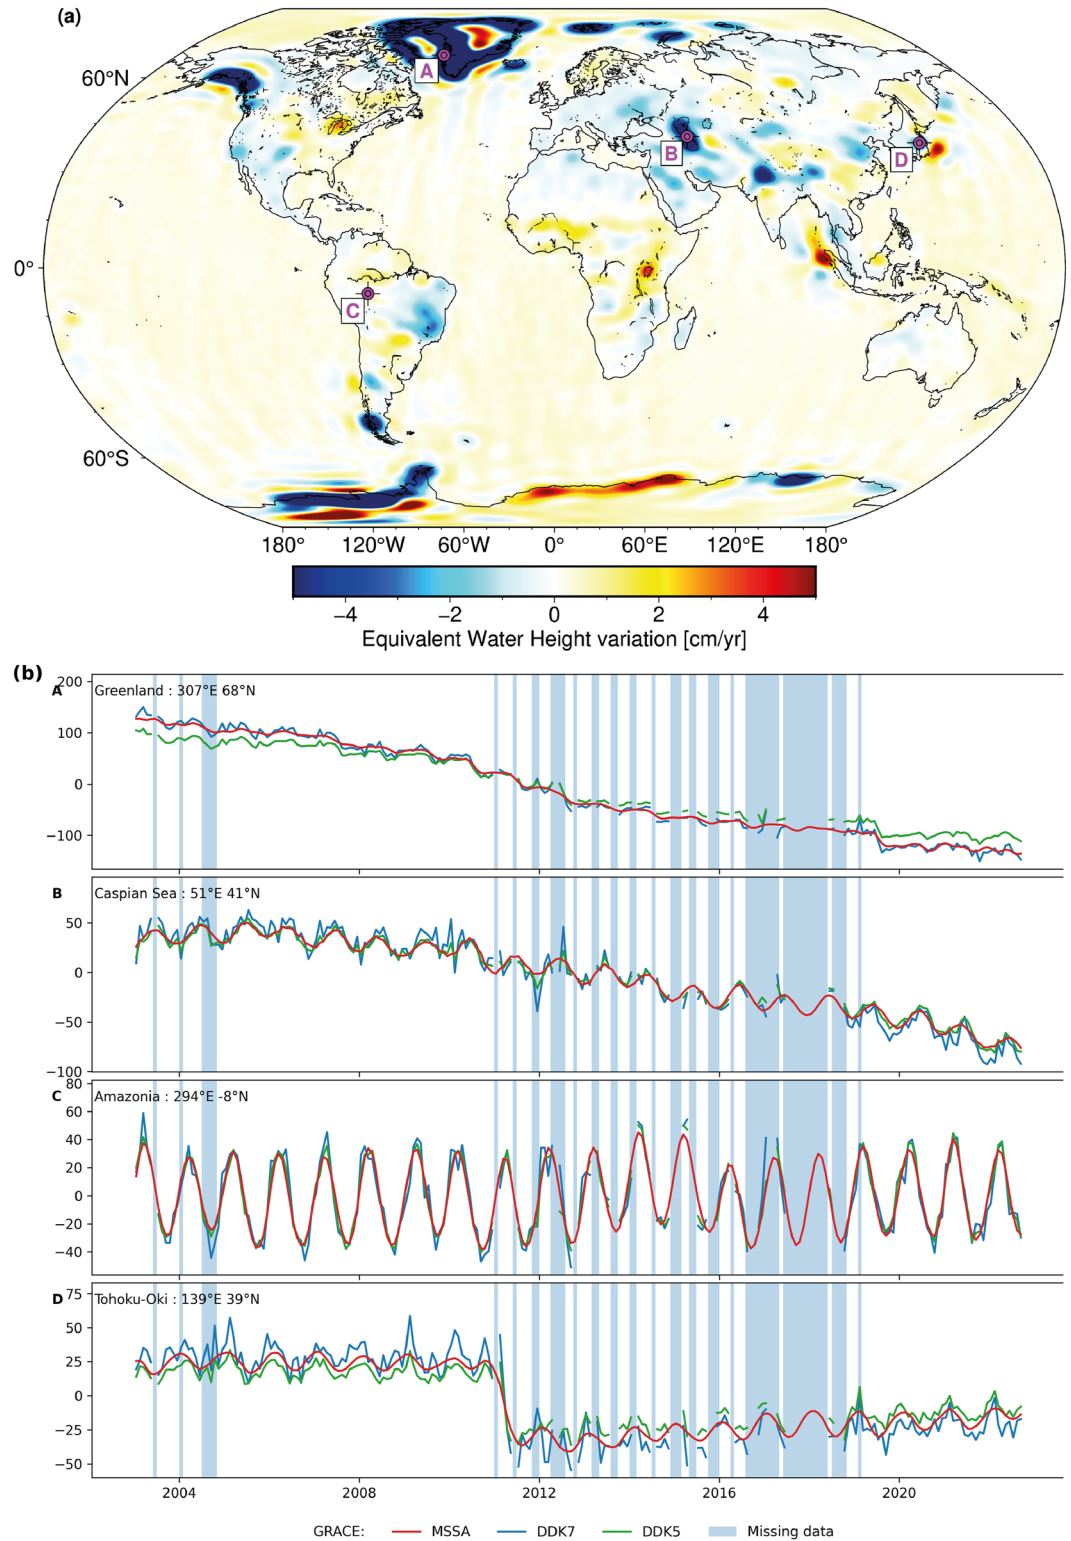 (a)
60°N
A
B
D
0°
C
60°S
180° 120°W 60°W 0° 60°E 120°E 180°
−4 −2 0 2 4
Equivalent Water Height variation [cm/yr]
(b)
A
Greenland : 307°E 68°N
200
100
0
−100
B
Caspian Sea : 51°E 41°N
50
0
−50
−100
C
Amazonia : 294°E -8°N
80
60
40
20
0
−20
−40
D
Tohoku-Oki : 139°E 39°N
75
50
25
0
−25
−50
2004 2008 2012 2016 2020
GRACE: MSSA DDK7 DDK5 Missing data